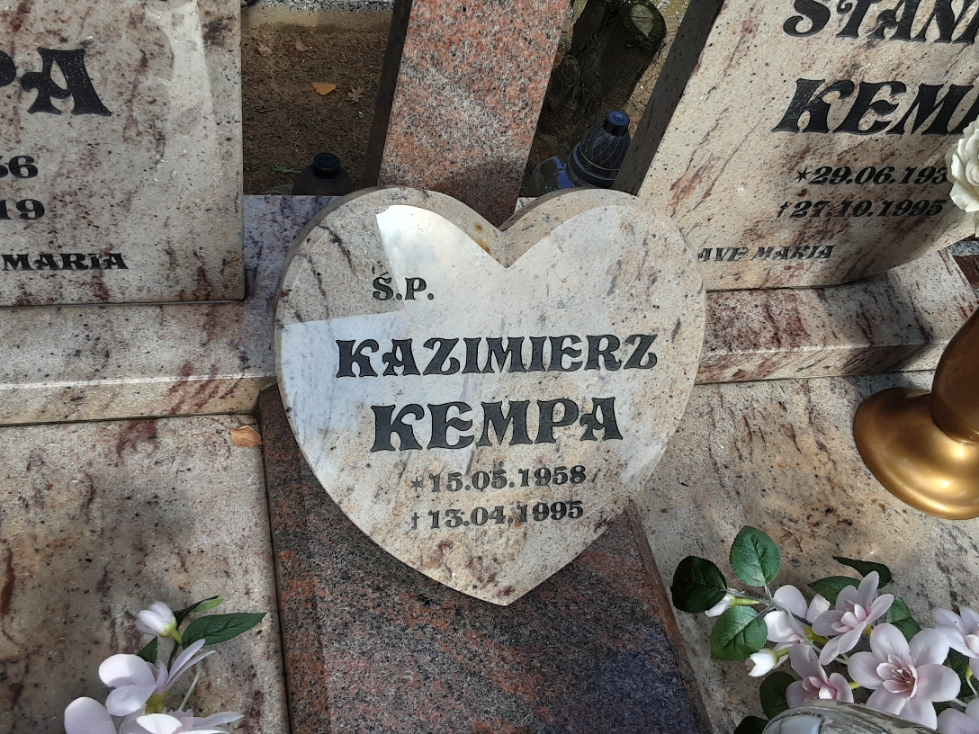 PA
19
MARIA
Ś.P.
KAZIMIERZ
KEMPA
*15.05.1958
†13.04.1995
KEM
*29.06.193
†27.10.1995
AVE MARIA